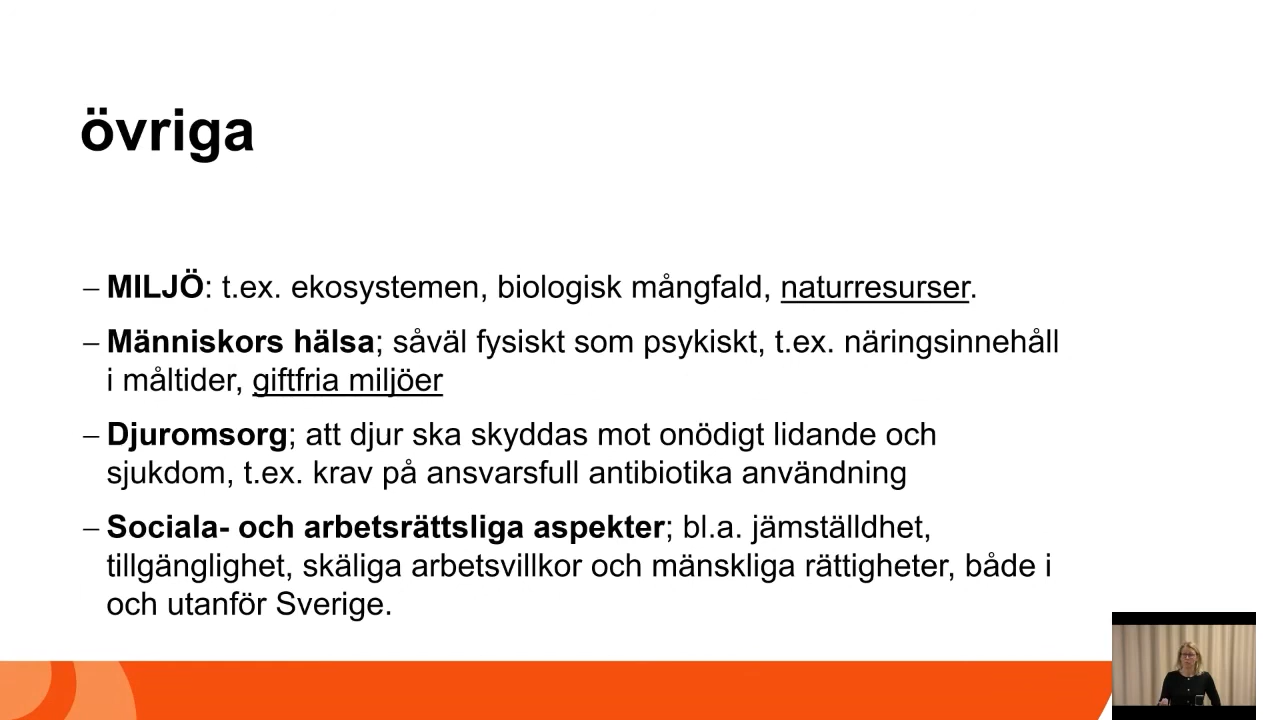 övriga
– MILJÖ: t.ex. ekosystemen, biologisk mångfald, naturresurser.
– Människors hälsa; såväl fysiskt som psykiskt, t.ex. näringsinnehåll
i måltider, giftfria miljöer
– Djuromsorg; att djur ska skyddas mot onödigt lidande och
sjukdom, t.ex. krav på ansvarsfull antibiotika användning
– Sociala- och arbetsrättsliga aspekter; bl.a. jämställdhet,
tillgänglighet, skäliga arbetsvillkor och mänskliga rättigheter, både i
och utanför Sverige.